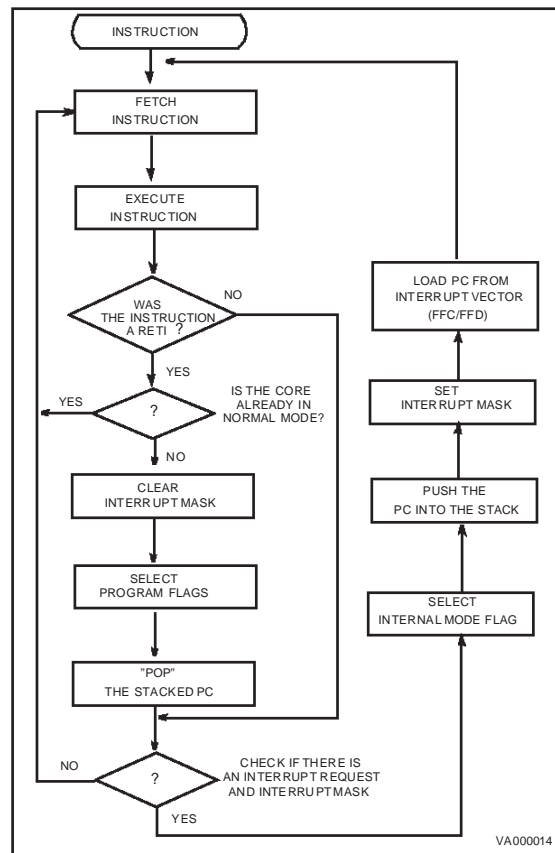 INSTRUCTION
FETCH
INSTRUCTION
EXECUTE
INSTRUCTION
WAS
THE INSTRUCTION
A RETI ?
NO
YES
IS THE CORE
ALREADY IN
NORMAL MODE?
?
YES
NO
CLEAR
INTERRUPT MASK
SELECT
PROGRAM FLAGS
"POP"
THE STACKED PC
CHECK IF THERE IS
AN INTERRUPT REQUEST
AND INTERRUPT MASK
?
NO
YES
SELECT
INTERNAL MODE FLAG
PUSH THE
PC INTO THE STACK
SET
INTERRUPT MASK
LOAD PC FROM
INTERRUPT VECTOR
(FFC/FFD)
VA000014